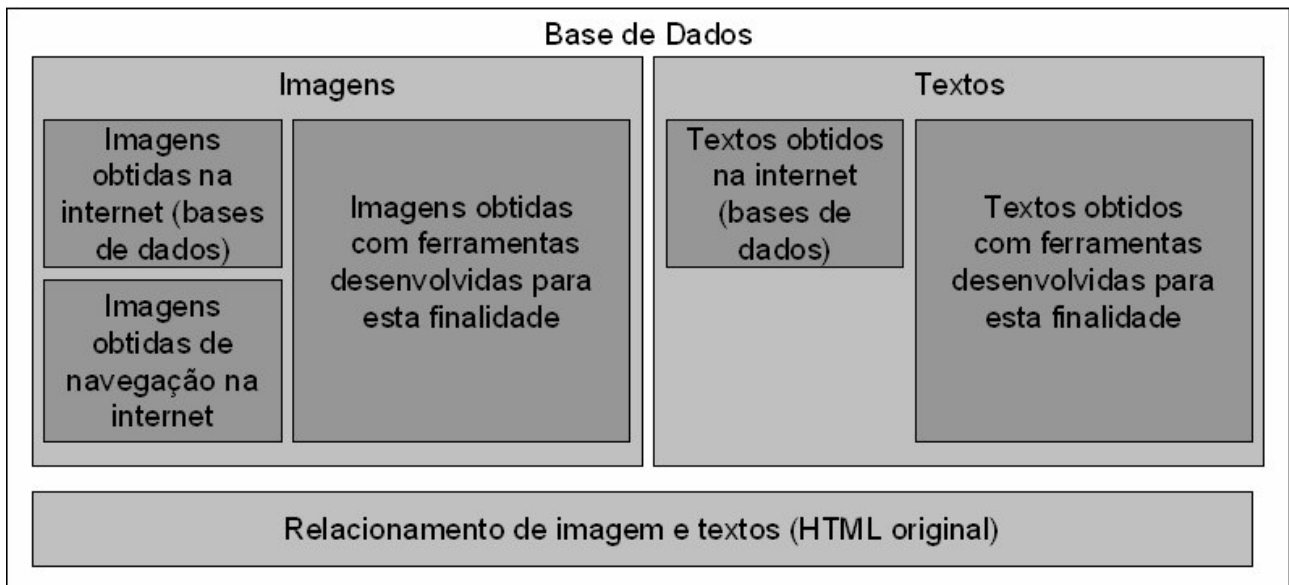 Base de Dados
Imagens
Imagens
obtidas na
internet (bases
de dados)
Imagens
obtidas de
navegação na
internet
Imagens obtidas
com ferramentas
desenvolvidas para
esta finalidade
Textos
Textos obtidos
na internet
(bases de
dados)
Textos obtidos
com ferramentas
desenvolvidas para
esta finalidade
Relacionamento de imagem e textos (HTML original)